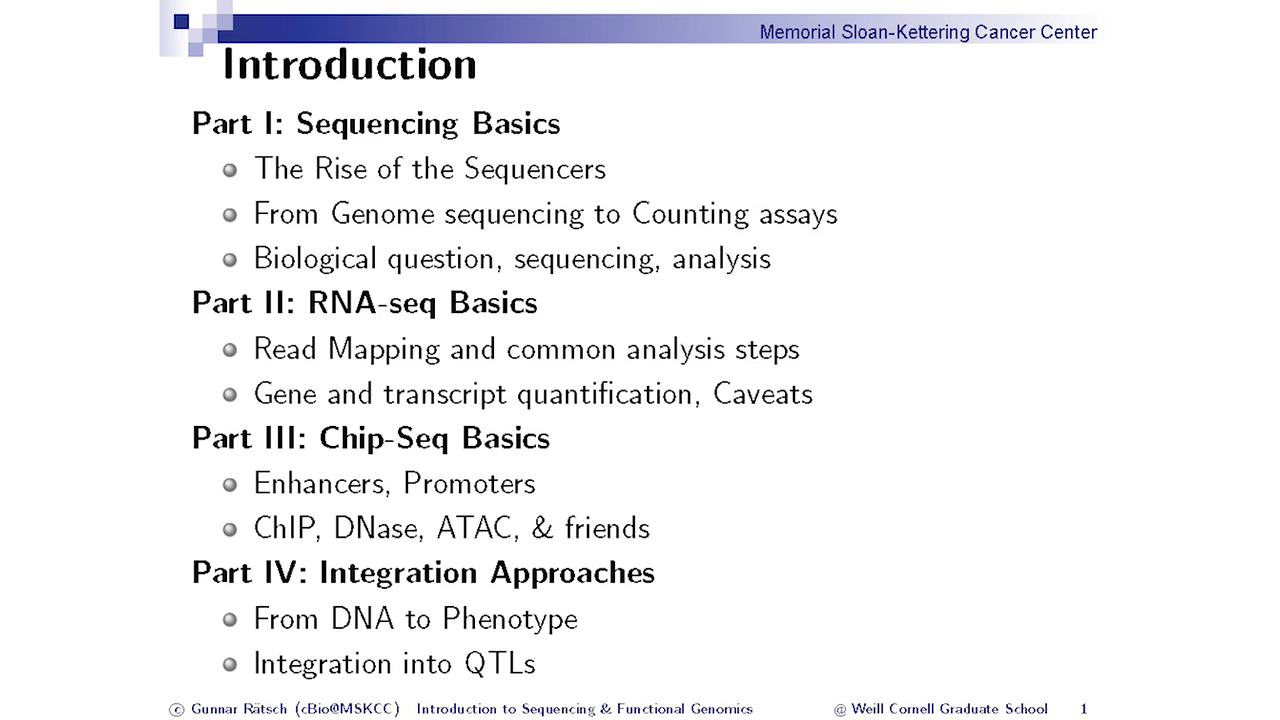 Memorial Sloan-Kettering Cancer Center
Introduction
Part I: Sequencing Basics
The Rise of the Sequencers
From Genome sequencing to Counting assays
Biological question, sequencing, analysis
Part II: RNA-seq Basics
Read Mapping and common analysis steps
Gene and transcript quantification, Caveats
Part III: Chip-Seq Basics
Enhancers, Promoters
ChIP, DNase, ATAC, & friends
Part IV: Integration Approaches
From DNA to Phenotype
Integration into QTLs
© Gunnar Rätsch (cBio@MSKCC) Introduction to Sequencing & Functional Genomics @ Weill Cornell Graduate School 1